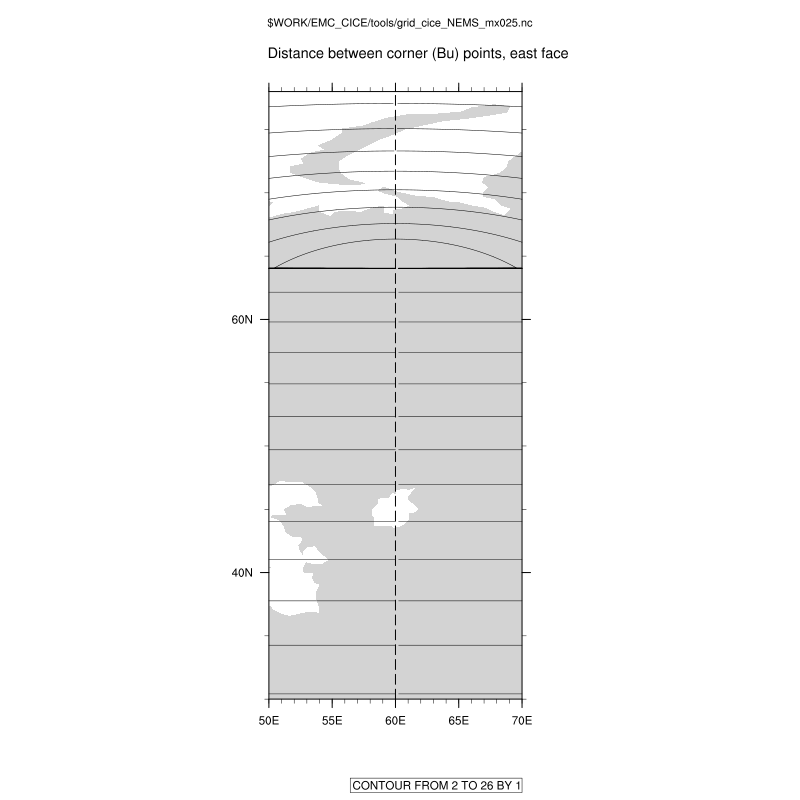 $WORK/EMC_CICE/tools/grid_cice_NEMS_mx025.nc
Distance between corner (Bu) points, east face
60N
40N
50E 55E 60E 65E 70E
CONTOUR FROM 2 TO 26 BY 1